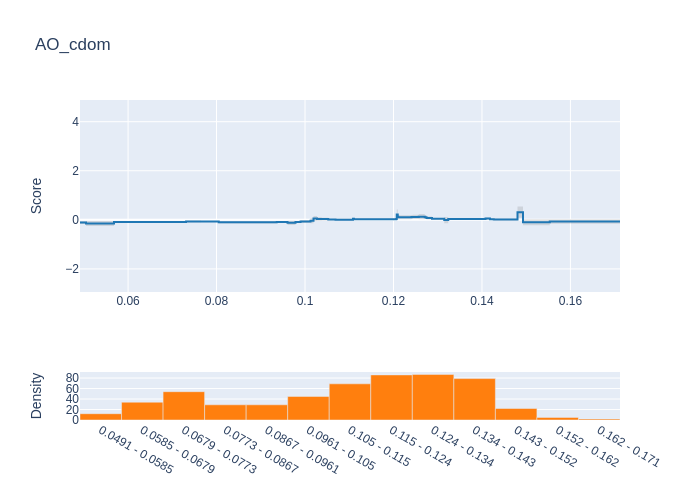 AO_cdom
Score
4
2
0
−2
0.06
0.08
0.1
0.12
0.14
0.16
Density
80
60
40
20
0
0.0491 - 0.0585
0.0585 - 0.0679
0.0679 - 0.0773
0.0773 - 0.0867
0.0867 - 0.0961
0.0961 - 0.105
0.105 - 0.115
0.115 - 0.124
0.124 - 0.134
0.134 - 0.143
0.143 - 0.152
0.152 - 0.162
0.162 - 0.171